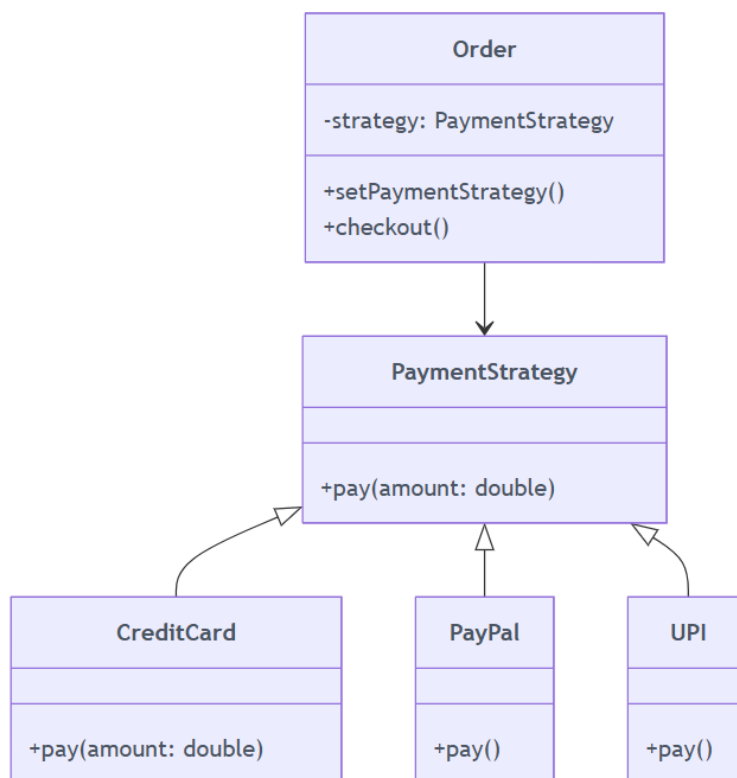 Order
-strategy: PaymentStrategy
+setPaymentStrategy()
+checkout()
PaymentStrategy
+pay(amount: double)
CreditCard
+pay(amount: double)
PayPal
+pay()
UPI
+pay()